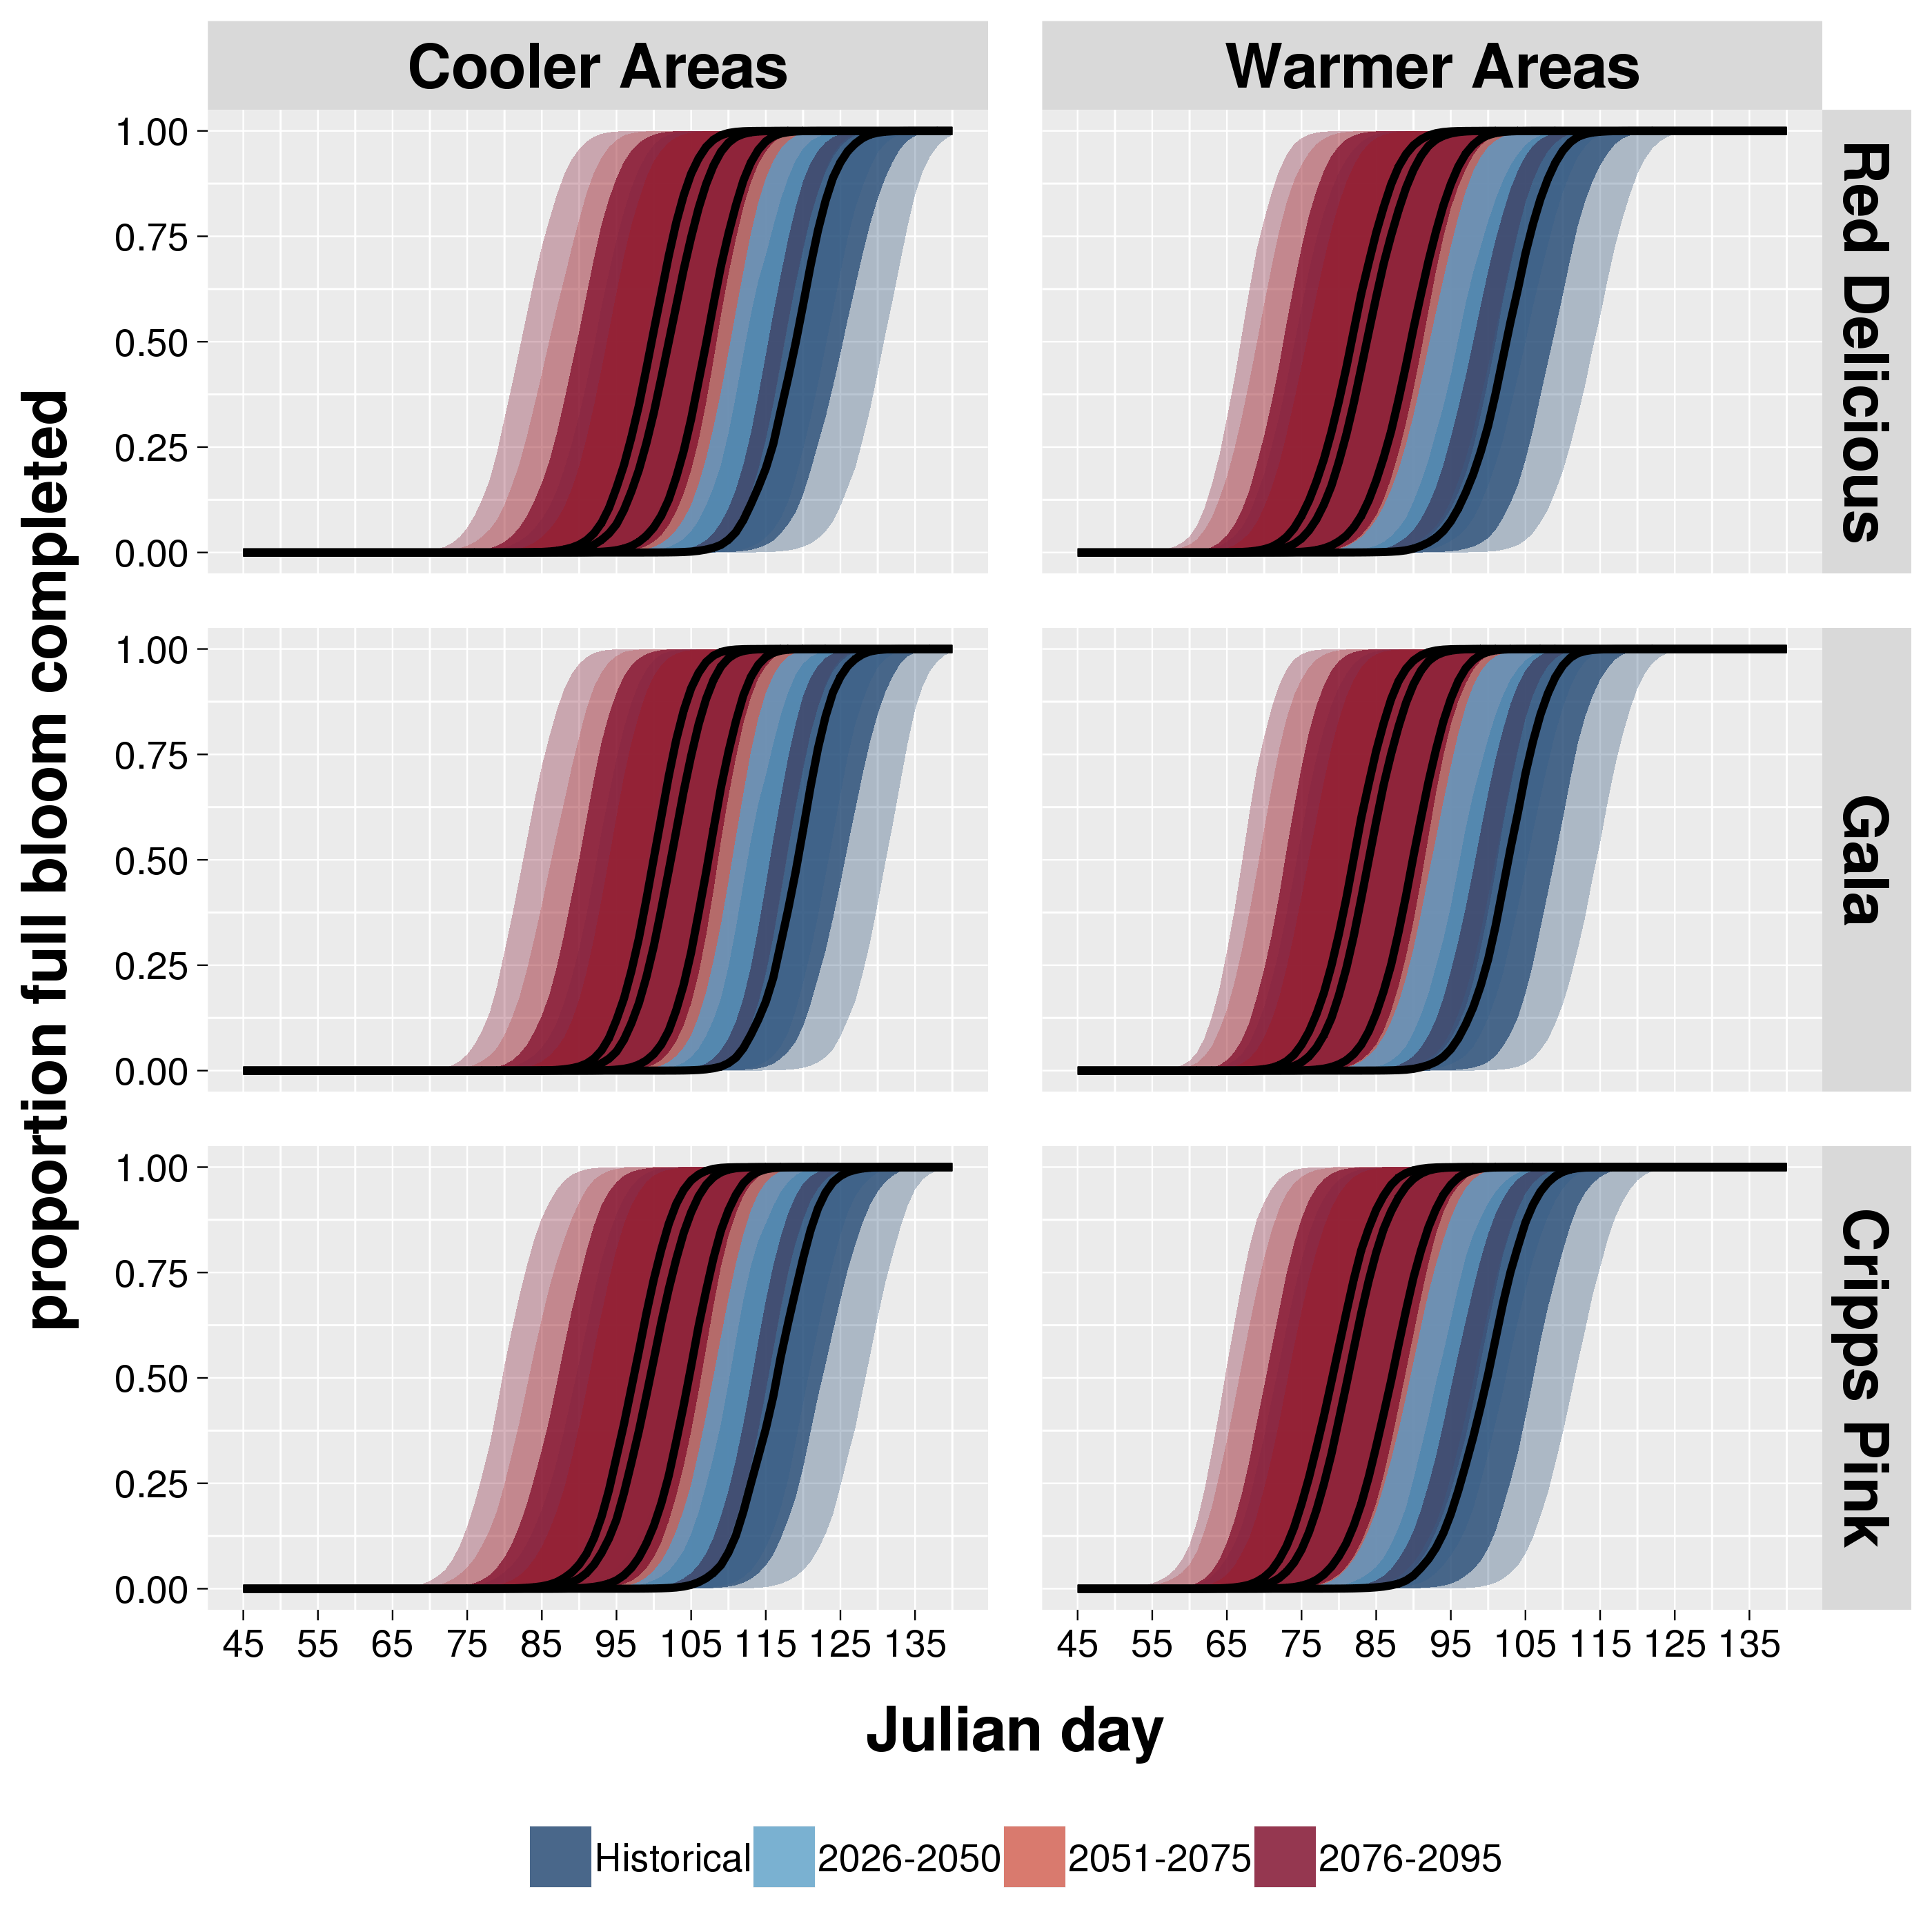 Cooler Areas
Warmer Areas
proportion full bloom completed
1.00
0.75
0.50
0.25
0.00
Red Delicious
1.00
0.75
0.50
0.25
0.00
Gala
1.00
0.75
0.50
0.25
0.00
Cripps Pink
45 55 65 75 85 95 105 115 125 135
45 55 65 75 85 95 105 115 125 135
Julian day
Historical 2026-2050 2051-2075 2076-2095